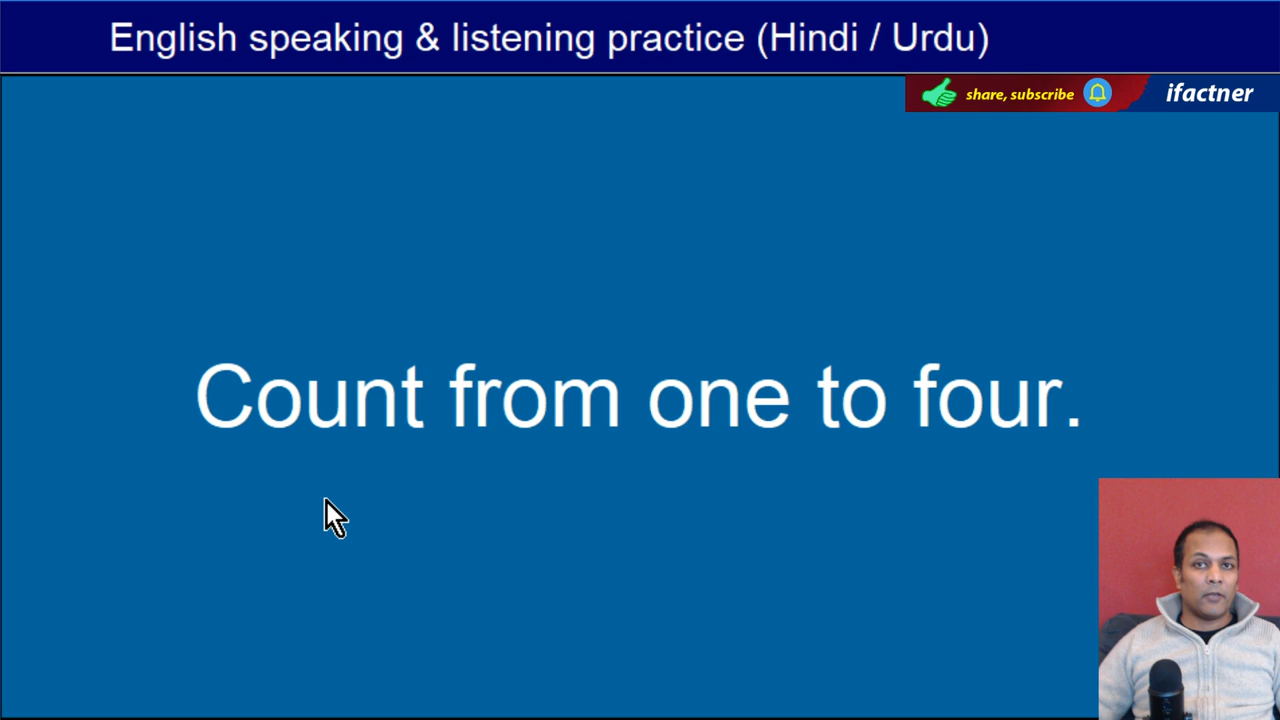 English speaking & listening practice (Hindi / Urdu)
share, subscribe
ifactner
Count from one to four.